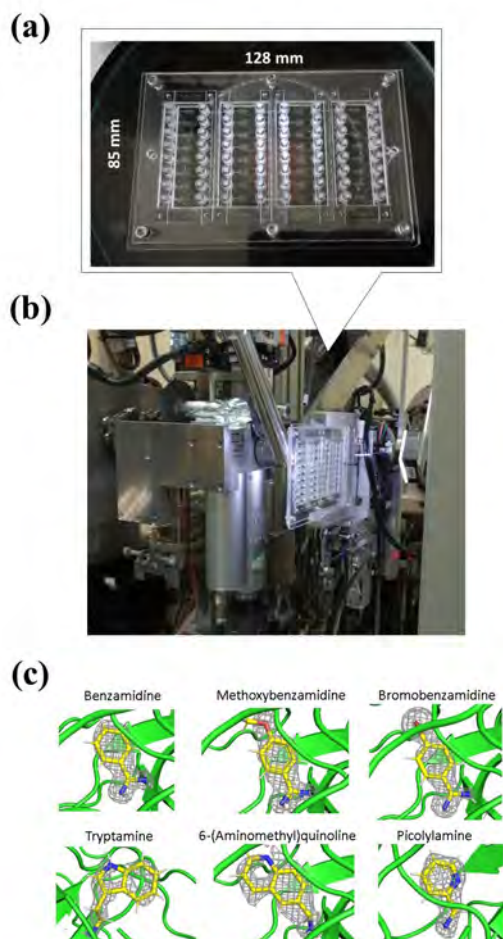 (a)
128 mm
85 mm
(b)
(c)
Benzamidine Methoxybenzamidine Bromobenzamidine
Tryptamine 6-(Aminomethyl)quinoline Picolylamine